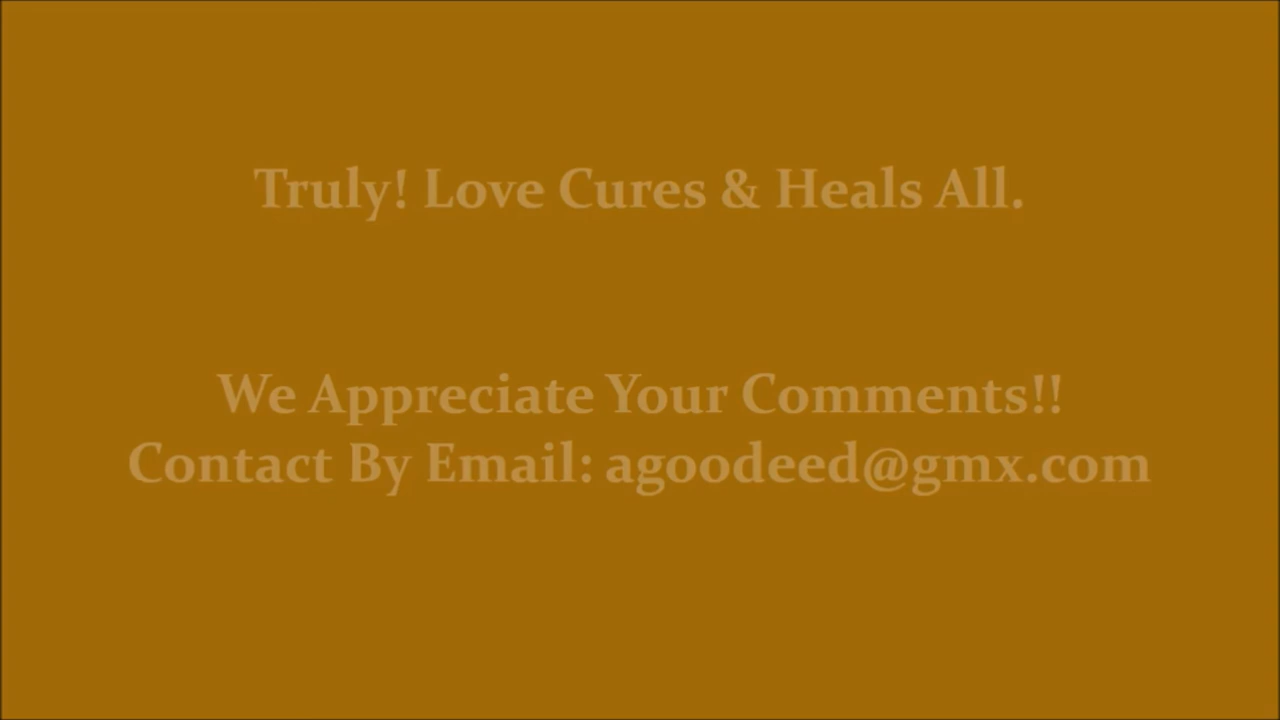 Truly! Love Cures & Heals All.
We Appreciate Your Comments!!
Contact By Email: agoodeed@gmx.com